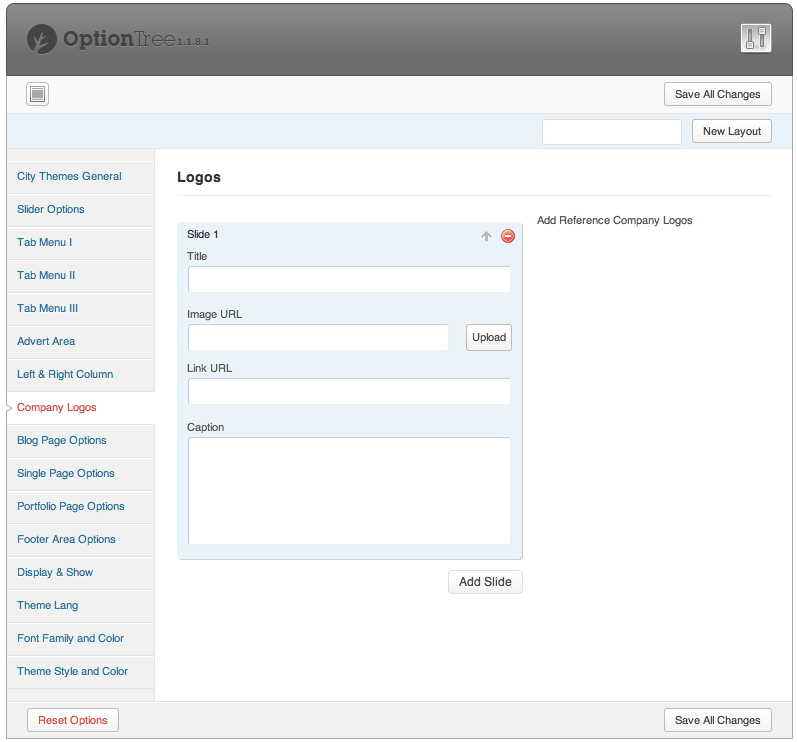 OptionTree 1.1.8.1
Save All Changes
New Layout
City Themes General
Slider Options
Tab Menu I
Tab Menu II
Tab Menu III
Advert Area
Left & Right Column
Company Logos
Blog Page Options
Single Page Options
Portfolio Page Options
Footer Area Options
Display & Show
Theme Lang
Font Family and Color
Theme Style and Color
Logos
Slide 1
Title
Image URL
Upload
Link URL
Caption
Add Slide
Add Reference Company Logos
Reset Options
Save All Changes